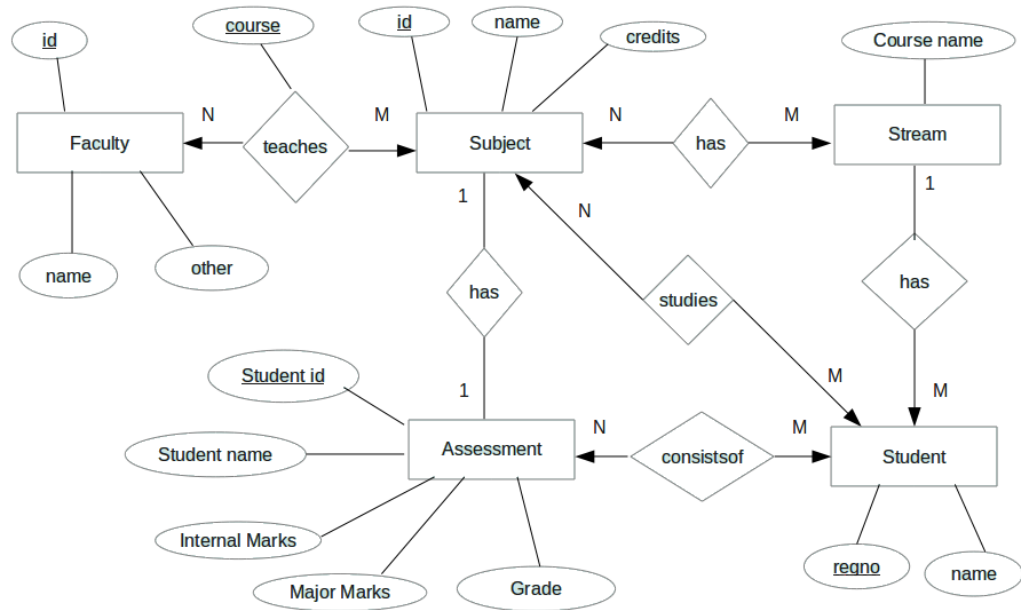 id
course
id
name
credits
Course name
N
M
N
M
Faculty
teaches
Subject
has
Stream
1
1
N
name
other
has
studies
has
Student id
1
M
M
Student name
Assessment
N
consistsof
M
Student
Internal Marks
Major Marks
Grade
regno
name